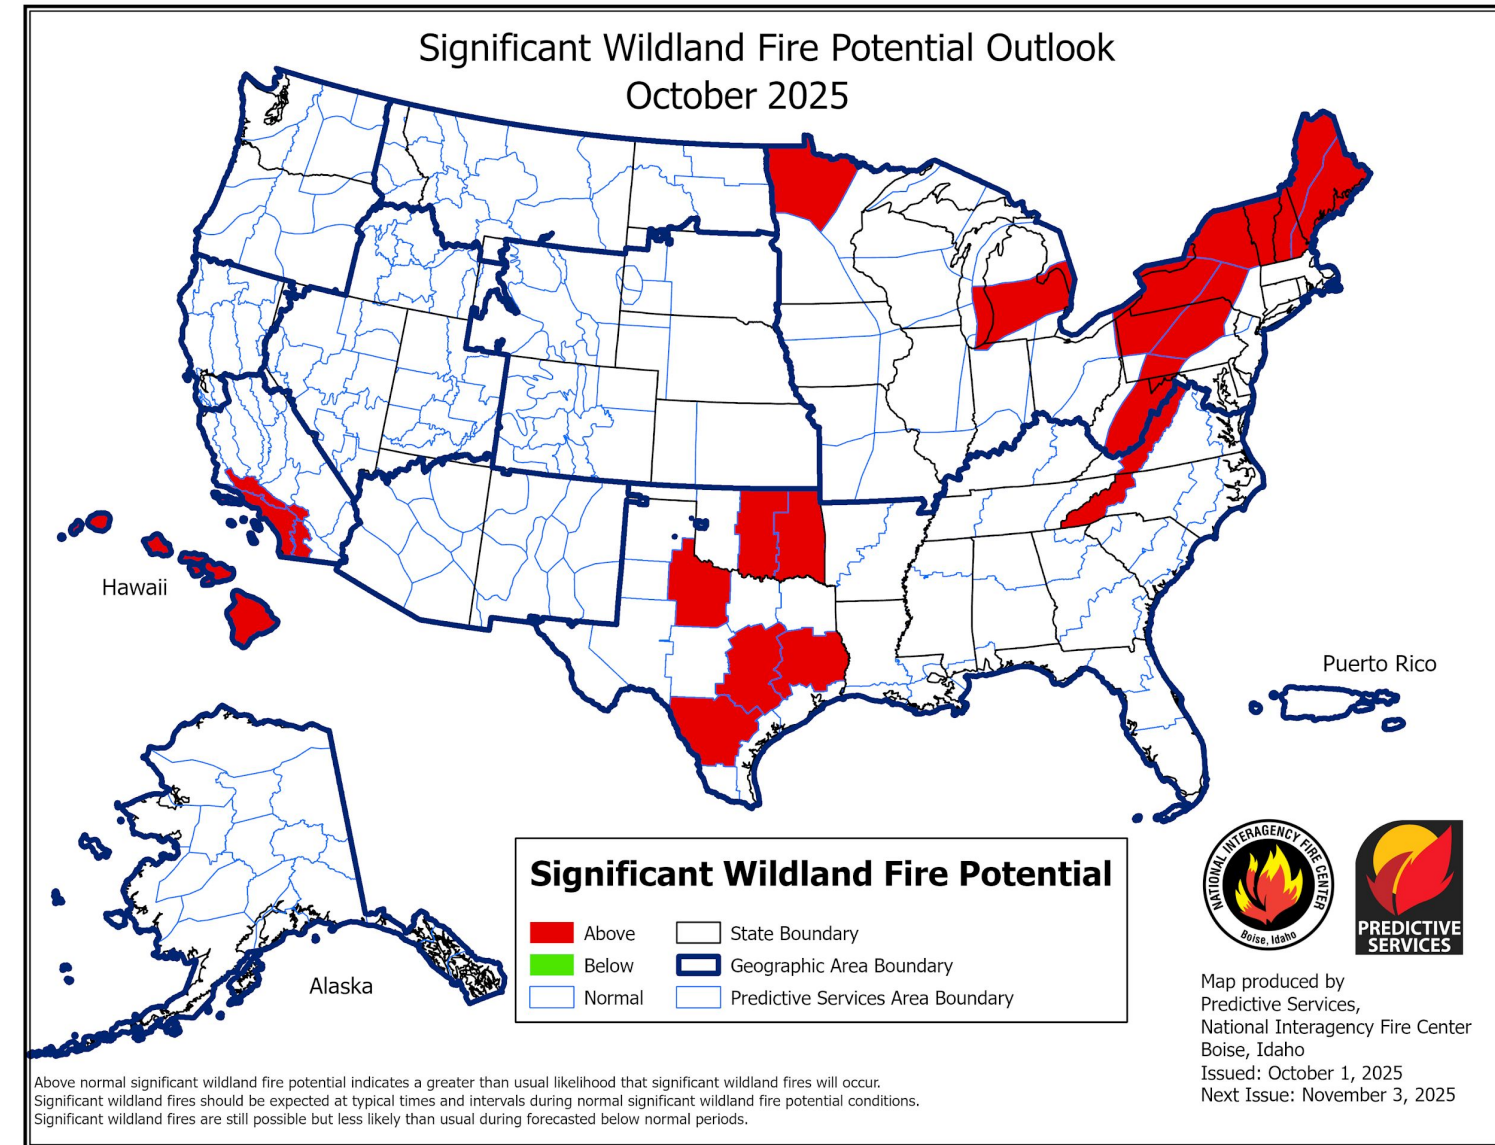 Significant Wildland Fire Potential Outlook
October 2025
Hawaii
Puerto Rico
Alaska
Significant Wildland Fire Potential
Above
Below
Normal
State Boundary
Geographic Area Boundary
Predictive Services Area Boundary
NATIONAL INTERAGENCY FIRE CENTER
Boise, Idaho
PREDICTIVE
SERVICES
Map produced by
Predictive Services,
National Interagency Fire Center
Boise, Idaho
Issued: October 1, 2025
Next Issue: November 3, 2025
Above normal significant wildland fire potential indicates a greater than usual likelihood that significant wildland fires will occur.
Significant wildland fires should be expected at typical times and intervals during normal significant wildland fire potential conditions.
Significant wildland fires are still possible but less likely than usual during forecasted below normal periods.